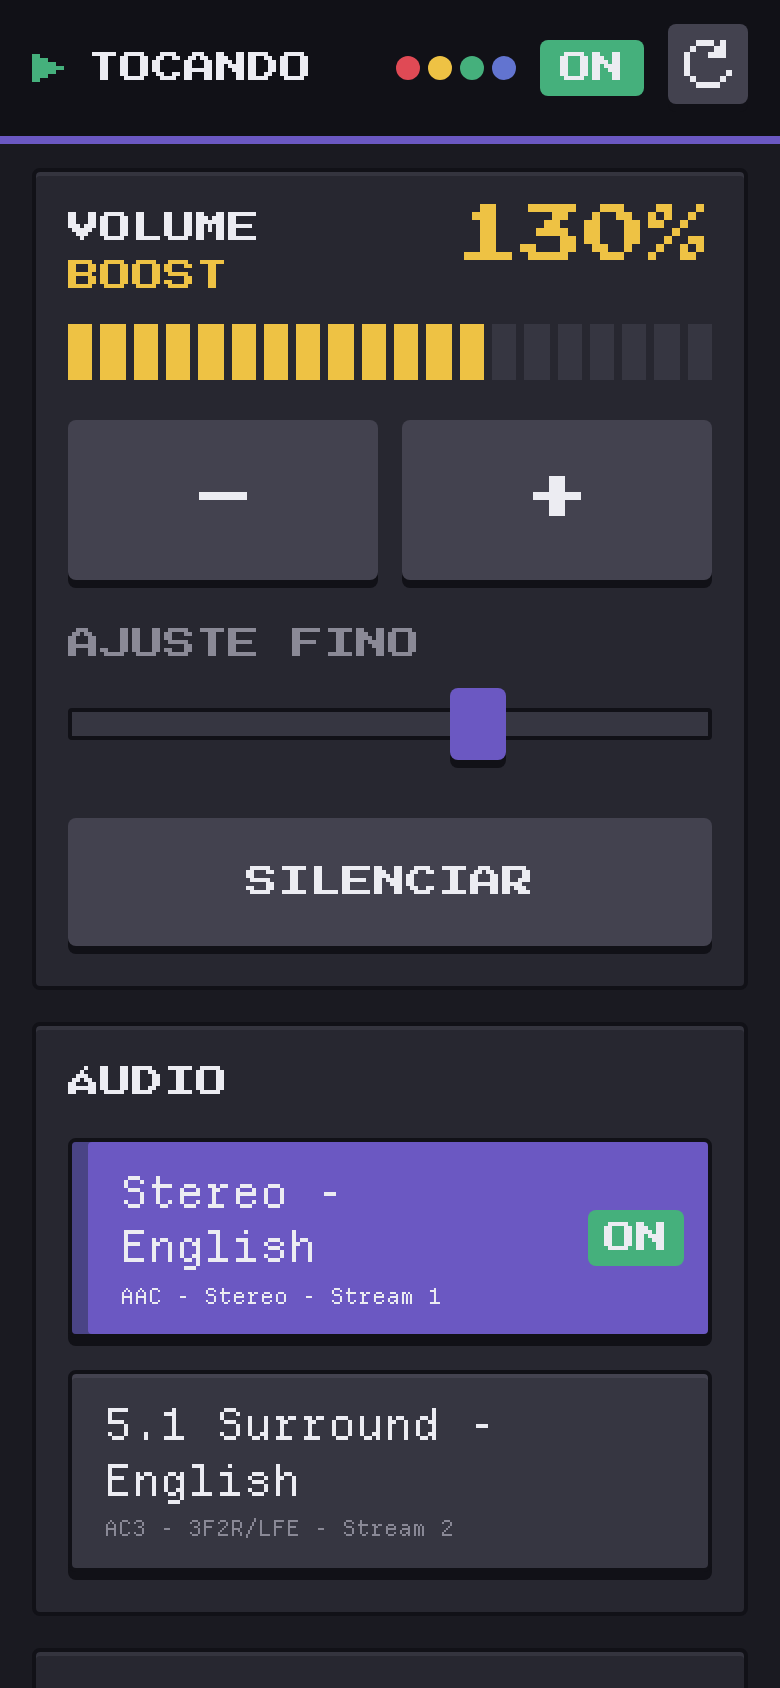 TOCANDO
ON
VOLUME
BOOST
130%
−
+
AJUSTE FINO
SILENCIAR
AUDIO
Stereo -
English
AAC - Stereo - Stream 1
ON
5.1 Surround -
English
AC3 - 3F2R/LFE - Stream 2